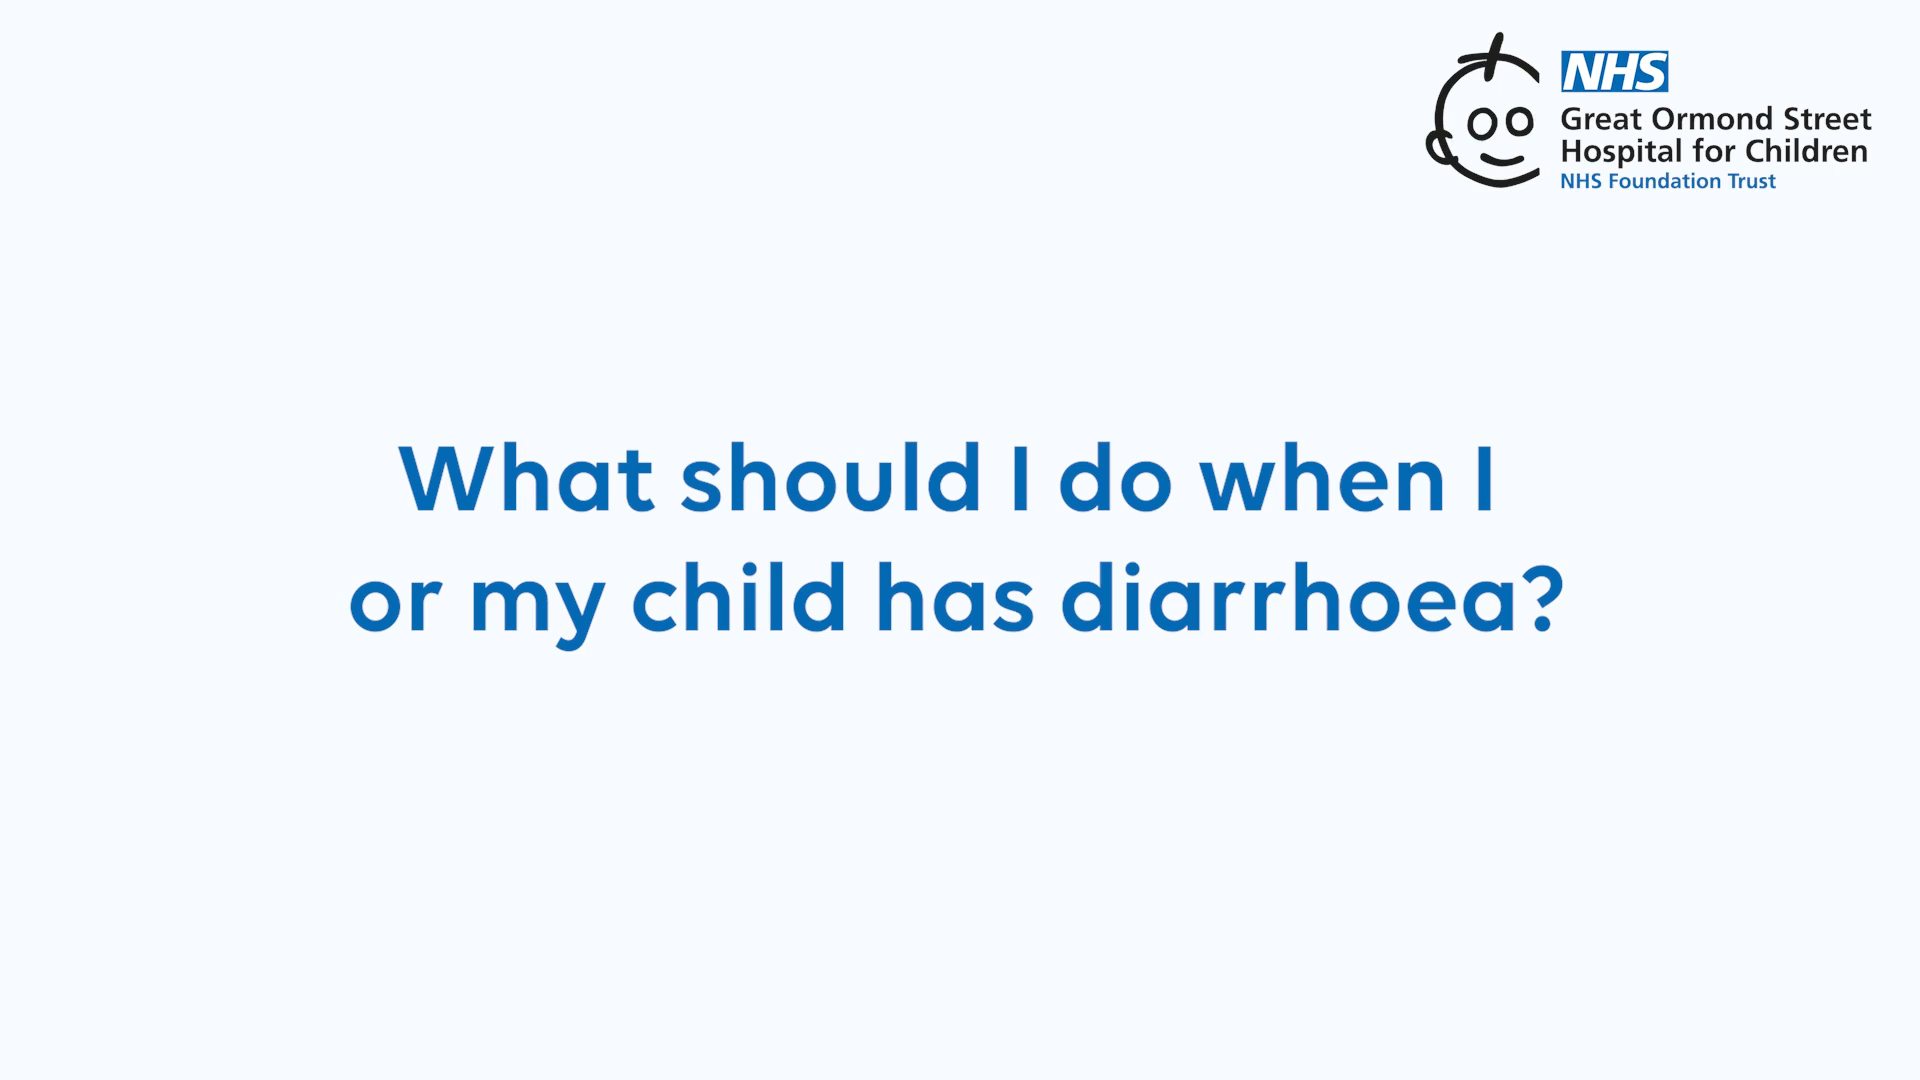 NHS
Great Ormond Street
Hospital for Children
NHS Foundation Trust
What should I do when I
or my child has diarrhoea?